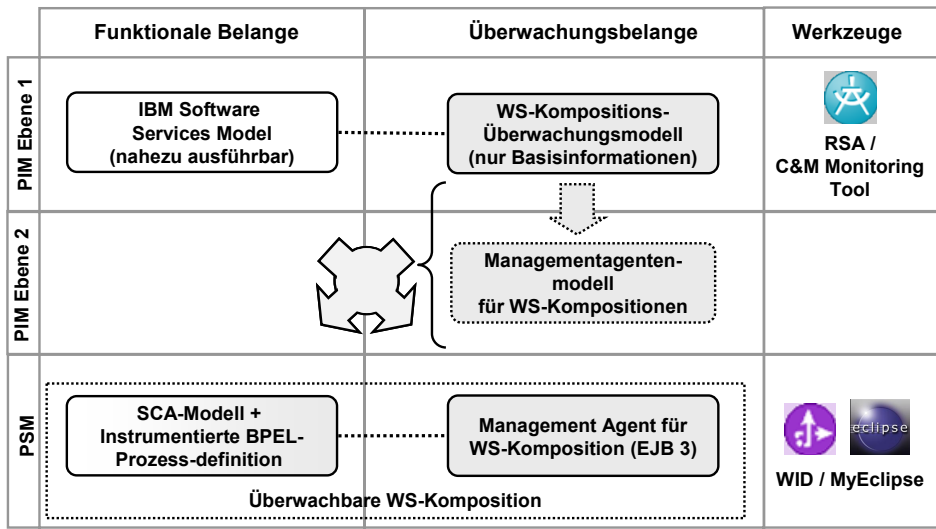 Funktionale Belange
Überwachungsbelange
Werkzeuge
PIM Ebene 1
IBM Software
Services Model
(nahezu ausführbar)
WS-Kompositions-
Überwachungsmodell
(nur Basisinformationen)
RSA /
C&M Monitoring
Tool
PIM Ebene 2
Managementagenten-
modell
für WS-Kompositionen
PSM
SCA-Modell +
Instrumentierte BPEL-
Prozess-definition
Management Agent für
WS-Komposition (EJB 3)
Überwachbare WS-Komposition
eclipse
WID / MyEclipse